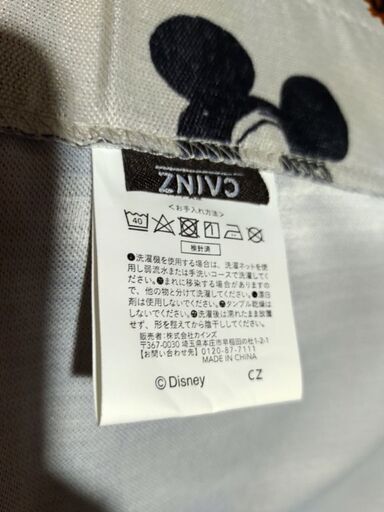 CAINZ
<お手入れ方法>
40
検針済
●洗濯機を使用する場合は、洗濯ネットを使用
し弱流水または手洗いコースで洗濯してく
ださい。●まれに移染する場合があります
ので、他の物と分けて洗濯してください。●漂白
剤は使用しないでください。●タンブル乾燥は
しないでください。●洗濯後は濡れたまま放置
せず、形を整えてから陰干ししてください。
販売者:株式会社カインズ
〒367-0030 埼玉県本庄市早稲田の杜1-2-1
【お問い合わせ先】0120-87-7111
MADE IN CHINA
©Disney CZ